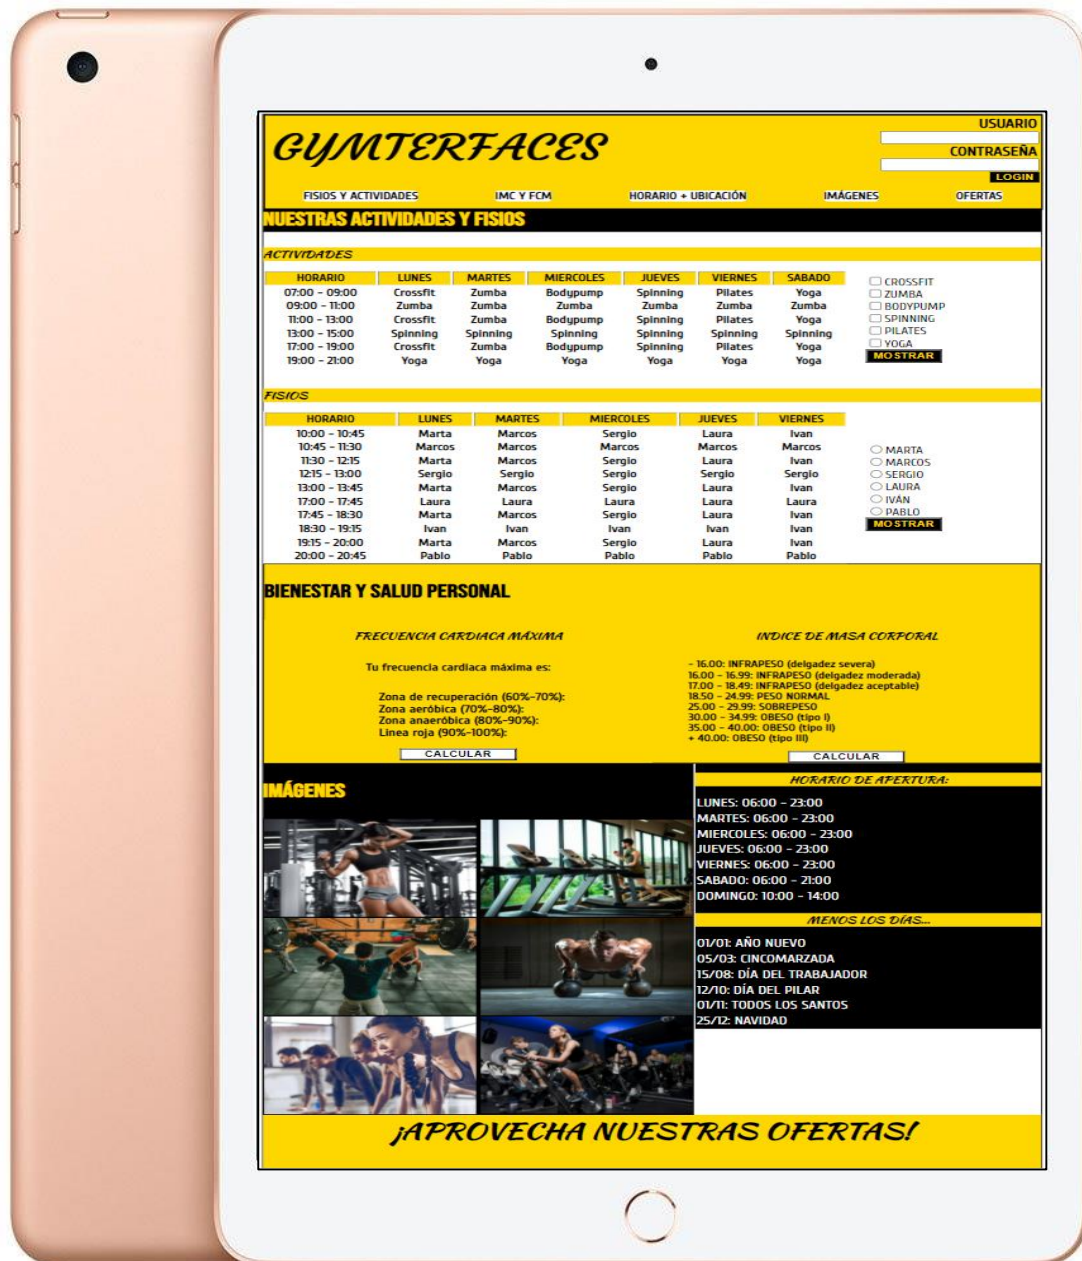 GYMTERFACES
USUARIO
CONTRASEÑA
LOGIN
FISIOS Y ACTIVIDADES IMC Y FCM HORARIO + UBICACIÓN IMÁGENES OFERTAS
NUESTRAS ACTIVIDADES Y FISIOS
ACTIVIDADES
HORARIO LUNES MARTES MIERCOLES JUEVES VIERNES SABADO
07:00 - 09:00 Crossfit Zumba Bodypump Spinning Pilates Yoga
09:00 - 11:00 Zumba Zumba Zumba Zumba Zumba Zumba
11:00 - 13:00 Crossfit Zumba Bodypump Spinning Pilates Yoga
13:00 - 15:00 Spinning Spinning Spinning Spinning Spinning Spinning
17:00 - 19:00 Crossfit Zumba Bodypump Spinning Pilates Yoga
19:00 - 21:00 Yoga Yoga Yoga Yoga Yoga Yoga
CROSSFIT
ZUMBA
BODYPUMP
SPINNING
PILATES
YOGA
MOSTRAR
FISIOS
HORARIO LUNES MARTES MIERCOLES JUEVES VIERNES
10:00 - 10:45 Marta Marcos Sergio Laura Ivan
10:45 - 11:30 Marcos Marcos Marcos Marcos Marcos
11:30 - 12:15 Marta Marcos Sergio Laura Ivan
12:15 - 13:00 Sergio Sergio Sergio Sergio Sergio
13:00 - 13:45 Marta Marcos Sergio Laura Ivan
17:00 - 17:45 Laura Laura Laura Laura Laura
17:45 - 18:30 Marta Marcos Sergio Laura Ivan
18:30 - 19:15 Ivan Ivan Ivan Ivan Ivan
19:15 - 20:00 Marta Marcos Sergio Laura Ivan
20:00 - 20:45 Pablo Pablo Pablo Pablo Pablo
MARTA
MARCOS
SERGIO
LAURA
IVÁN
PABLO
MOSTRAR
BIENESTAR Y SALUD PERSONAL
FRECUENCIA CARDIACA MÁXIMA
Tu frecuencia cardiaca máxima es:
Zona de recuperación (60%-70%):
Zona aeróbica (70%-80%):
Zona anaeróbica (80%-90%):
Linea roja (90%-100%):
CALCULAR
INDICE DE MASA CORPORAL
- 16.00: INFRAPESO (delgadez severa)
16.00 - 16.99: INFRAPESO (delgadez moderada)
17.00 - 18.49: INFRAPESO (delgadez aceptable)
18.50 - 24.99: PESO NORMAL
25.00 - 29.99: SOBREPESO
30.00 - 34.99: OBESO (tipo I)
35.00 - 40.00: OBESO (tipo II)
+ 40.00: OBESO (tipo III)
CALCULAR
IMÁGENES
HORARIO DE APERTURA:
LUNES: 06:00 - 23:00
MARTES: 06:00 - 23:00
MIERCOLES: 06:00 - 23:00
JUEVES: 06:00 - 23:00
VIERNES: 06:00 - 23:00
SABADO: 06:00 - 21:00
DOMINGO: 10:00 - 14:00
MENOS LOS DÍAS...
01/01: AÑO NUEVO
05/03: CINCOMARZADA
15/08: DÍA DEL TRABAJADOR
12/10: DÍA DEL PILAR
01/11: TODOS LOS SANTOS
25/12: NAVIDAD
¡APROVECHA NUESTRAS OFERTAS!